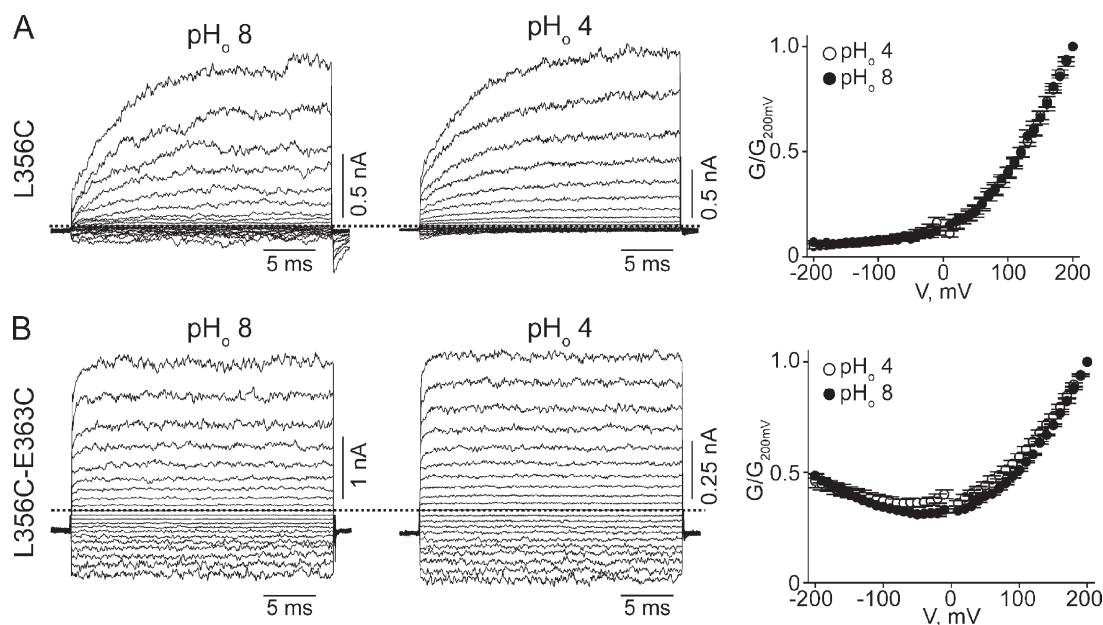 A
pHo 8
pHo 4
L356C
0.5 nA
0.5 nA
5 ms
5 ms
G/G200mV
1.0
0.5
0
pHo 4
pHo 8
-200 -100 0 100 200
V, mV
B
pHo 8
pHo 4
L356C-E363C
1 nA
0.25 nA
5 ms
5 ms
G/G200mV
1.0
0.5
0
pHo 4
pHo 8
-200 -100 0 100 200
V, mV